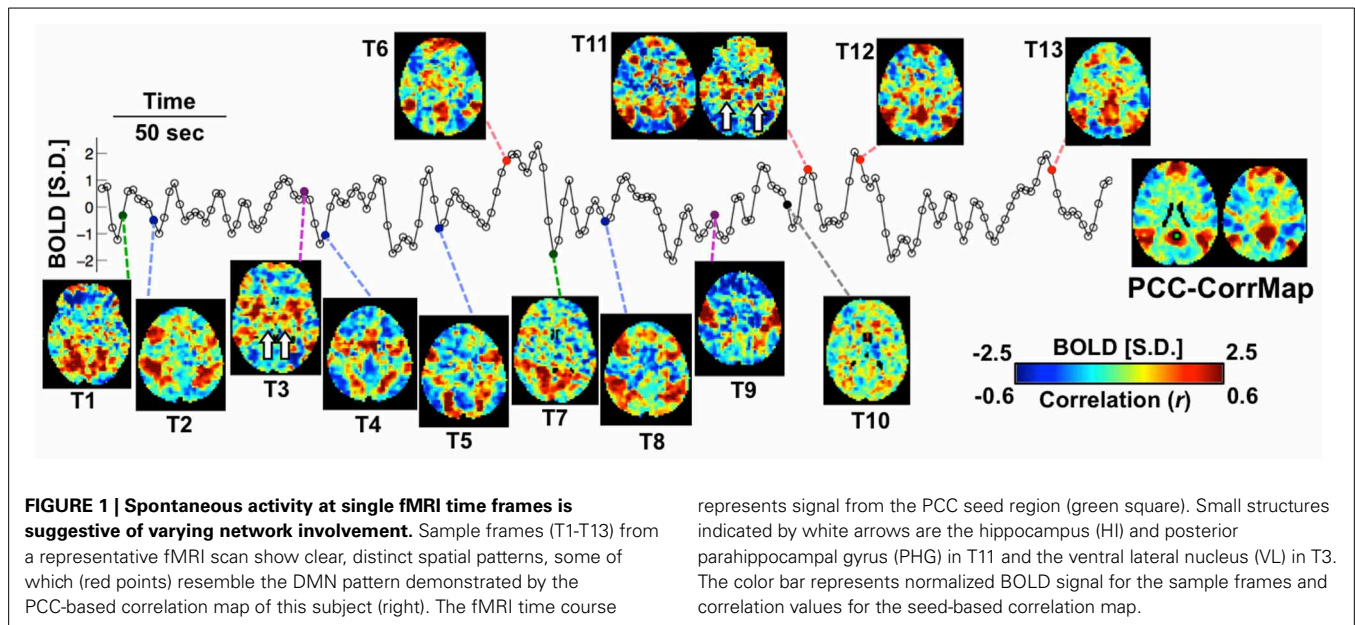 T6
T11
T12
T13
Time
50 sec
BOLD [S.D.]
2
1
0
-1
-2
T1
T2
T3
T4
T5
T7
T8
T9
T10
PCC-CorrMap
-2.5 BOLD [S.D.] 2.5
-0.6 Correlation (r) 0.6
FIGURE 1 | Spontaneous activity at single fMRI time frames is
suggestive of varying network involvement. Sample frames (T1-T13) from
a representative fMRI scan show clear, distinct spatial patterns, some of
which (red points) resemble the DMN pattern demonstrated by the
PCC-based correlation map of this subject (right). The fMRI time course
represents signal from the PCC seed region (green square). Small structures
indicated by white arrows are the hippocampus (HI) and posterior
parahippocampal gyrus (PHG) in T11 and the ventral lateral nucleus (VL) in T3.
The color bar represents normalized BOLD signal for the sample frames and
correlation values for the seed-based correlation map.